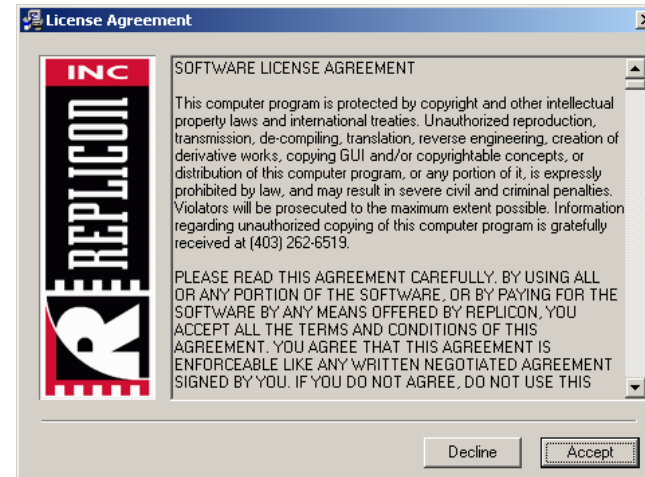 License Agreement
INC
REPLICON
R
SOFTWARE LICENSE AGREEMENT
This computer program is protected by copyright and other intellectual
property laws and international treaties. Unauthorized reproduction,
transmission, de-compiling, translation, reverse engineering, creation of
derivative works, copying GUI and/or copyrightable concepts, or
distribution of this computer program, or any portion of it, is expressly
prohibited by law, and may result in severe civil and criminal penalties.
Violators will be prosecuted to the maximum extent possible. Information
regarding unauthorized copying of this computer program is gratefully
received at (403) 262-6519.
PLEASE READ THIS AGREEMENT CAREFULLY. BY USING ALL
OR ANY PORTION OF THE SOFTWARE, OR BY PAYING FOR THE
SOFTWARE BY ANY MEANS OFFERED BY REPLICON, YOU
ACCEPT ALL THE TERMS AND CONDITIONS OF THIS
AGREEMENT. YOU AGREE THAT THIS AGREEMENT IS
ENFORCEABLE LIKE ANY WRITTEN NEGOTIATED AGREEMENT
SIGNED BY YOU. IF YOU DO NOT AGREE, DO NOT USE THIS
Decline
Accept